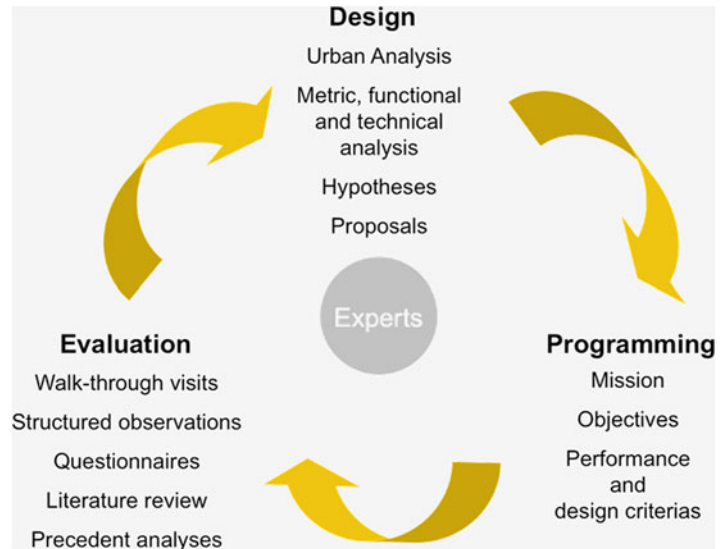 Design
Urban Analysis
Metric, functional
and technical
analysis
Hypotheses
Proposals
Experts
Evaluation
Walk-through visits
Structured observations
Questionnaires
Literature review
Precedent analyses
Programming
Mission
Objectives
Performance
and
design criterias